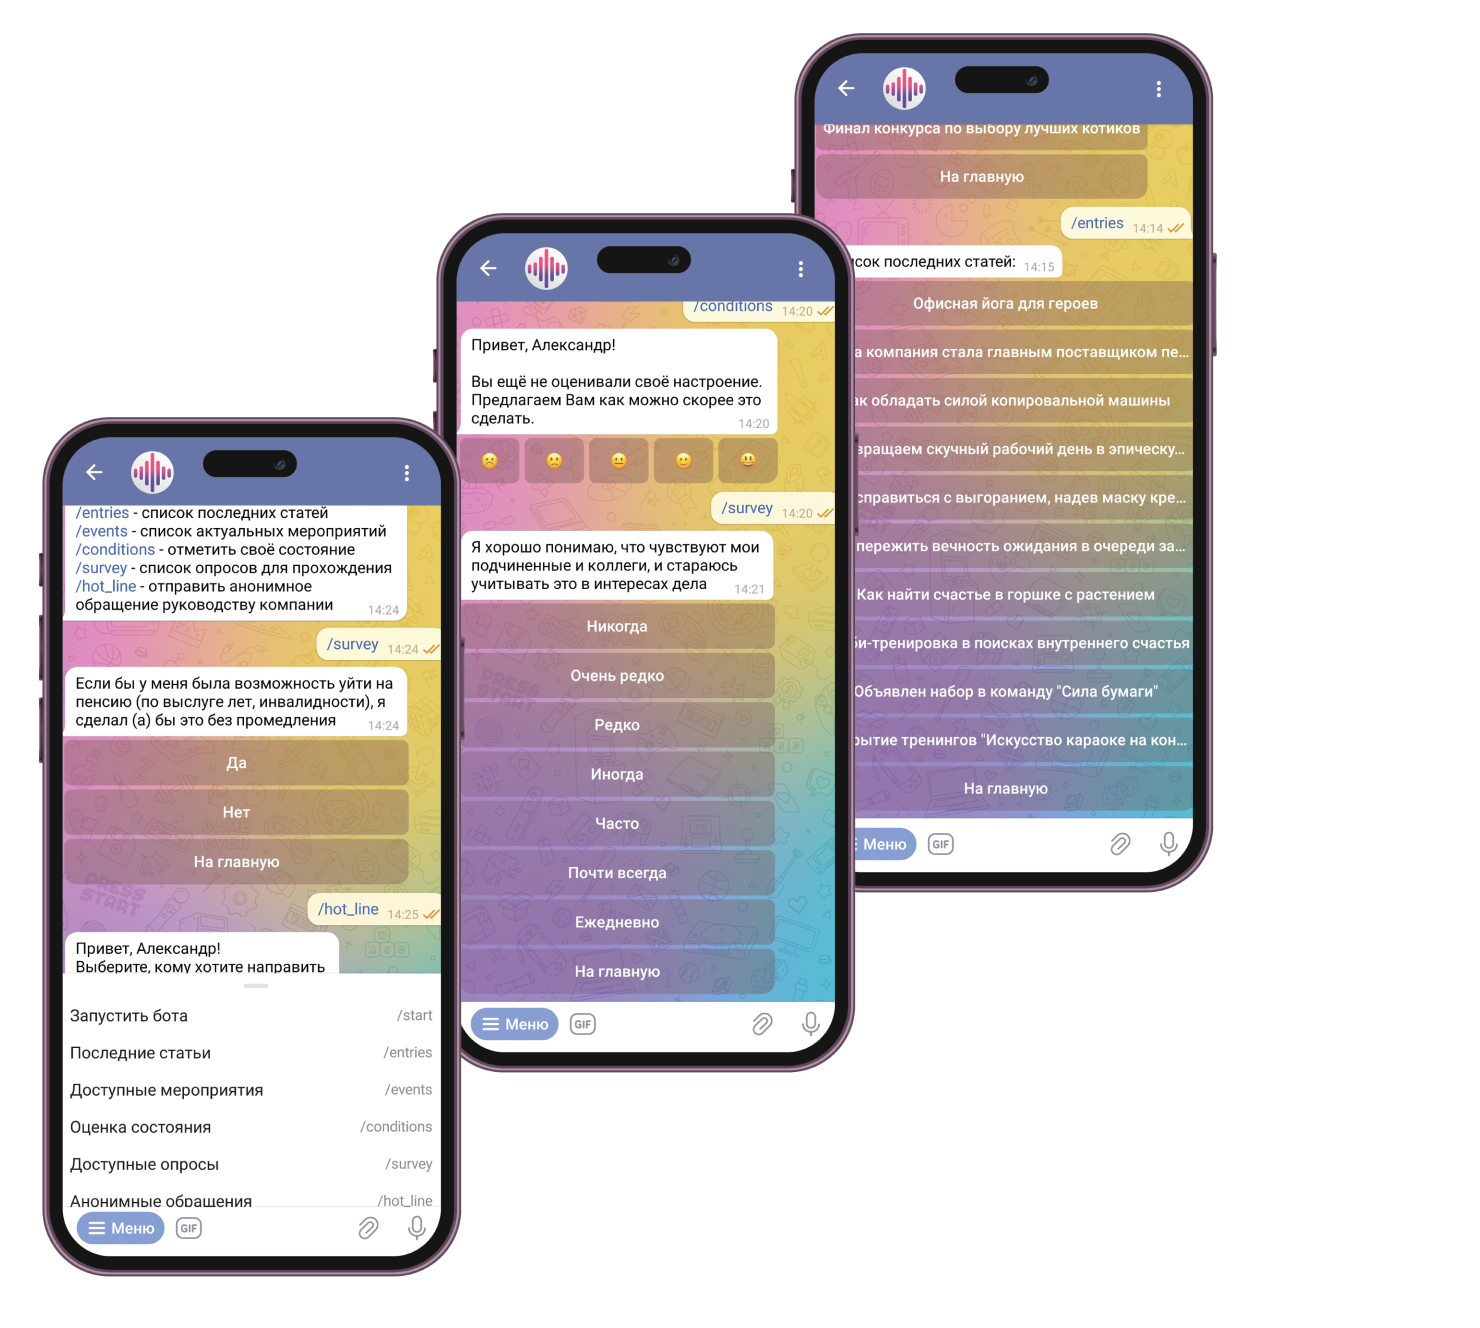 /entries - список последних статей
/events - список актуальных мероприятий
/conditions - отметить своё состояние
/survey - список опросов для прохождения
/hot_line - отправить анонимное
обращение руководству компании 14:24
/survey 14:24
Если бы у меня была возможность уйти на
пенсию (по выслуге лет, инвалидности), я
сделал (а) бы это без промедления 14:24
Да
Нет
На главную
/hot_line 14:25
Привет, Александр!
Выберите, кому хотите направить
Запустить бота /start
Последние статьи /entries
Доступные мероприятия /events
Оценка состояния /conditions
Доступные опросы /survey
Анонимные обращения /hot_line
Меню GIF
/conditions 14:20
Привет, Александр!
Вы ещё не оценивали своё настроение.
Предлагаем Вам как можно скорее это
сделать. 14:20
/survey 14:20
Я хорошо понимаю, что чувствуют мои
подчиненные и коллеги, и стараюсь
учитывать это в интересах дела 14:21
Никогда
Очень редко
Редко
Иногда
Часто
Почти всегда
Ежедневно
На главную
PRESS
START
Меню GIF
Финал конкурса по выбору лучших котиков
На главную
/entries 14:14
сок последних статей: 14:15
Офисная йога для героев
а компания стала главным поставщиком пе...
ак обладать силой копировальной машины
вращаем скучный рабочий день в эпическу...
справиться с выгоранием, надев маску кре...
пережить вечность ожидания в очереди за...
Как найти счастье в горшке с растением
би-тренировка в поисках внутреннего счастья
Объявлен набор в команду "Сила бумаги"
рытие тренингов "Искусство караоке на кон...
На главную
Меню GIF